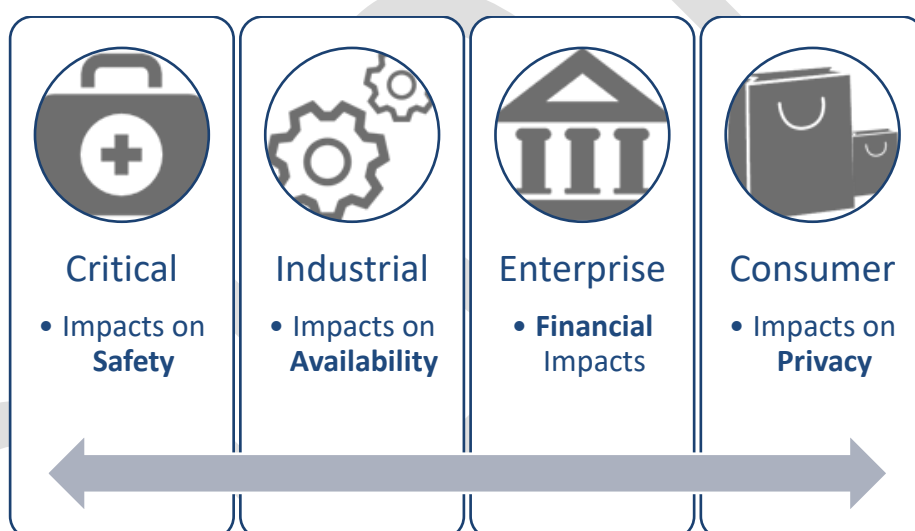 Critical
• Impacts on
Safety
Industrial
• Impacts on
Availability
Enterprise
• Financial
Impacts
Consumer
• Impacts on
Privacy